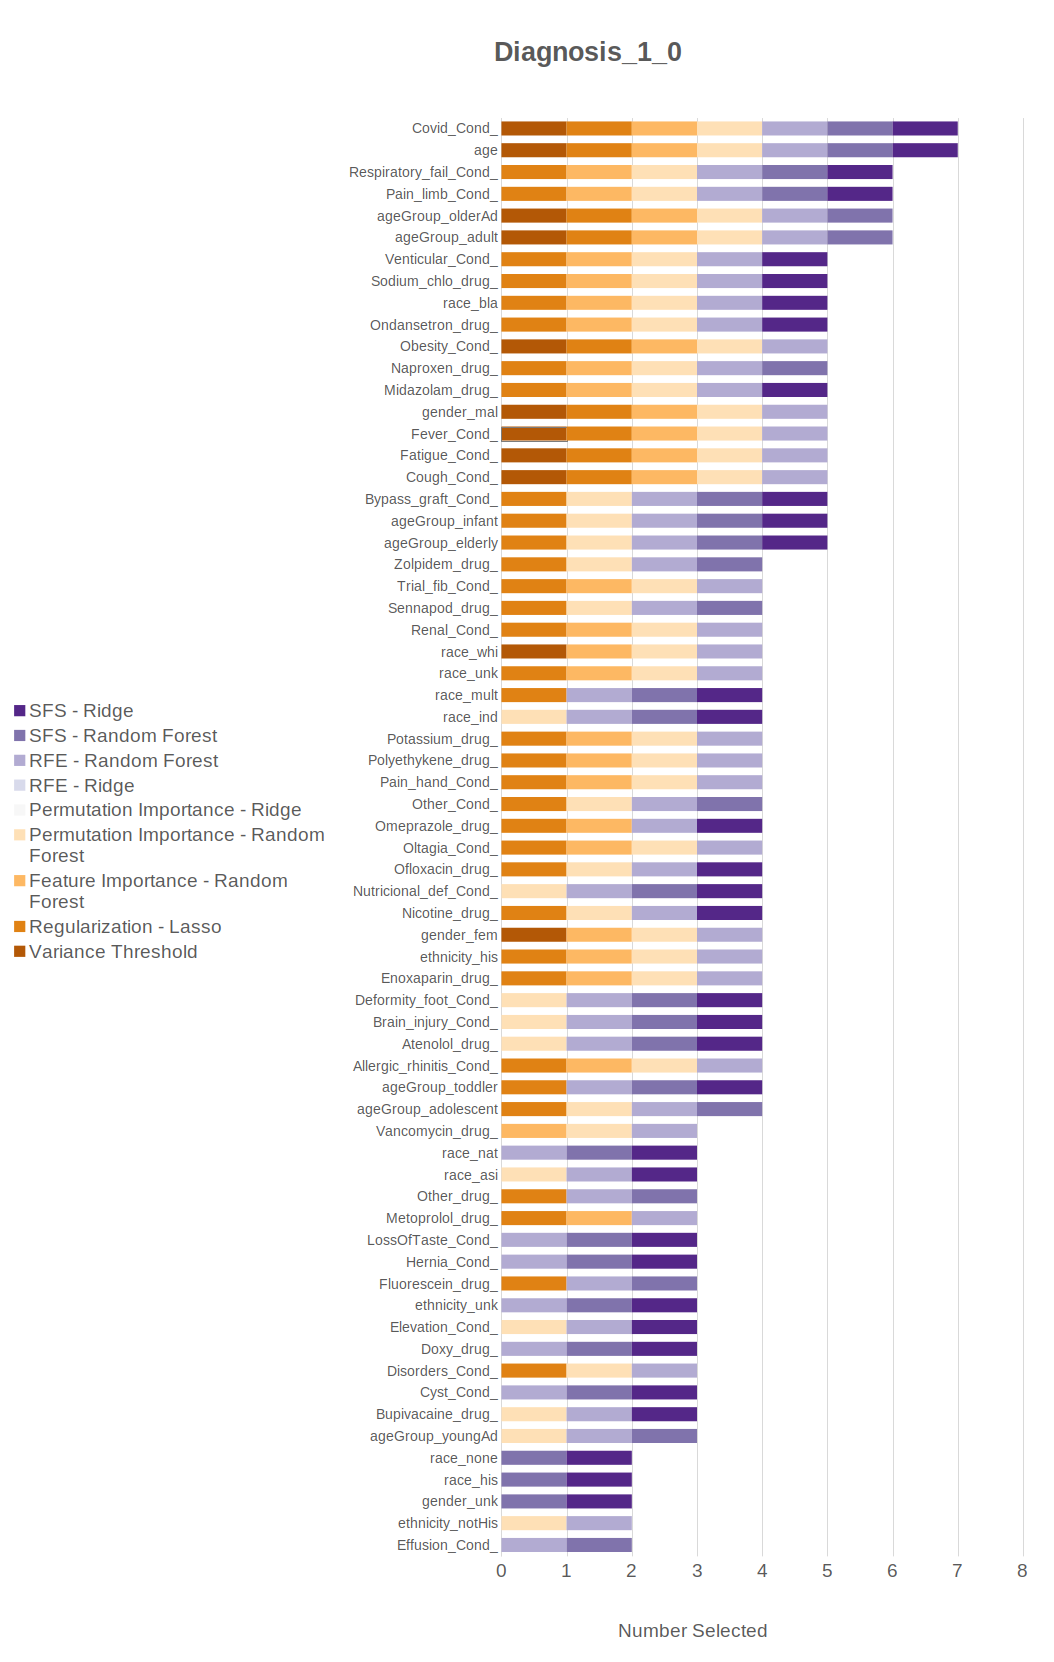 Diagnosis_1_0
Covid_Cond_
age
Respiratory_fail_Cond_
Pain_limb_Cond_
ageGroup_olderAd
ageGroup_adult
Venticular_Cond_
Sodium_chlo_drug_
race_bla
Ondansetron_drug_
Obesity_Cond_
Naproxen_drug_
Midazolam_drug_
gender_mal
Fever_Cond_
Fatigue_Cond_
Cough_Cond_
Bypass_graft_Cond_
ageGroup_infant
ageGroup_elderly
Zolpidem_drug_
Trial_fib_Cond_
Sennapod_drug_
Renal_Cond_
race_whi
race_unk
race_mult
race_ind
Potassium_drug_
Polyethykene_drug_
Pain_hand_Cond_
Other_Cond_
Omeprazole_drug_
Oltagia_Cond_
Ofloxacin_drug_
Nutricional_def_Cond_
Nicotine_drug_
gender_fem
ethnicity_his
Enoxaparin_drug_
Deformity_foot_Cond_
Brain_injury_Cond_
Atenolol_drug_
Allergic_rhinitis_Cond_
ageGroup_toddler
ageGroup_adolescent
Vancomycin_drug_
race_nat
race_asi
Other_drug_
Metoprolol_drug_
LossOfTaste_Cond_
Hernia_Cond_
Fluorescein_drug_
ethnicity_unk
Elevation_Cond_
Doxy_drug_
Disorders_Cond_
Cyst_Cond_
Bupivacaine_drug_
ageGroup_youngAd
race_none
race_his
gender_unk
ethnicity_notHis
Effusion_Cond_
0 1 2 3 4 5 6 7 8
Number Selected
SFS - Ridge
SFS - Random Forest
RFE - Random Forest
RFE - Ridge
Permutation Importance - Ridge
Permutation Importance - Random
Forest
Feature Importance - Random
Forest
Regularization - Lasso
Variance Threshold